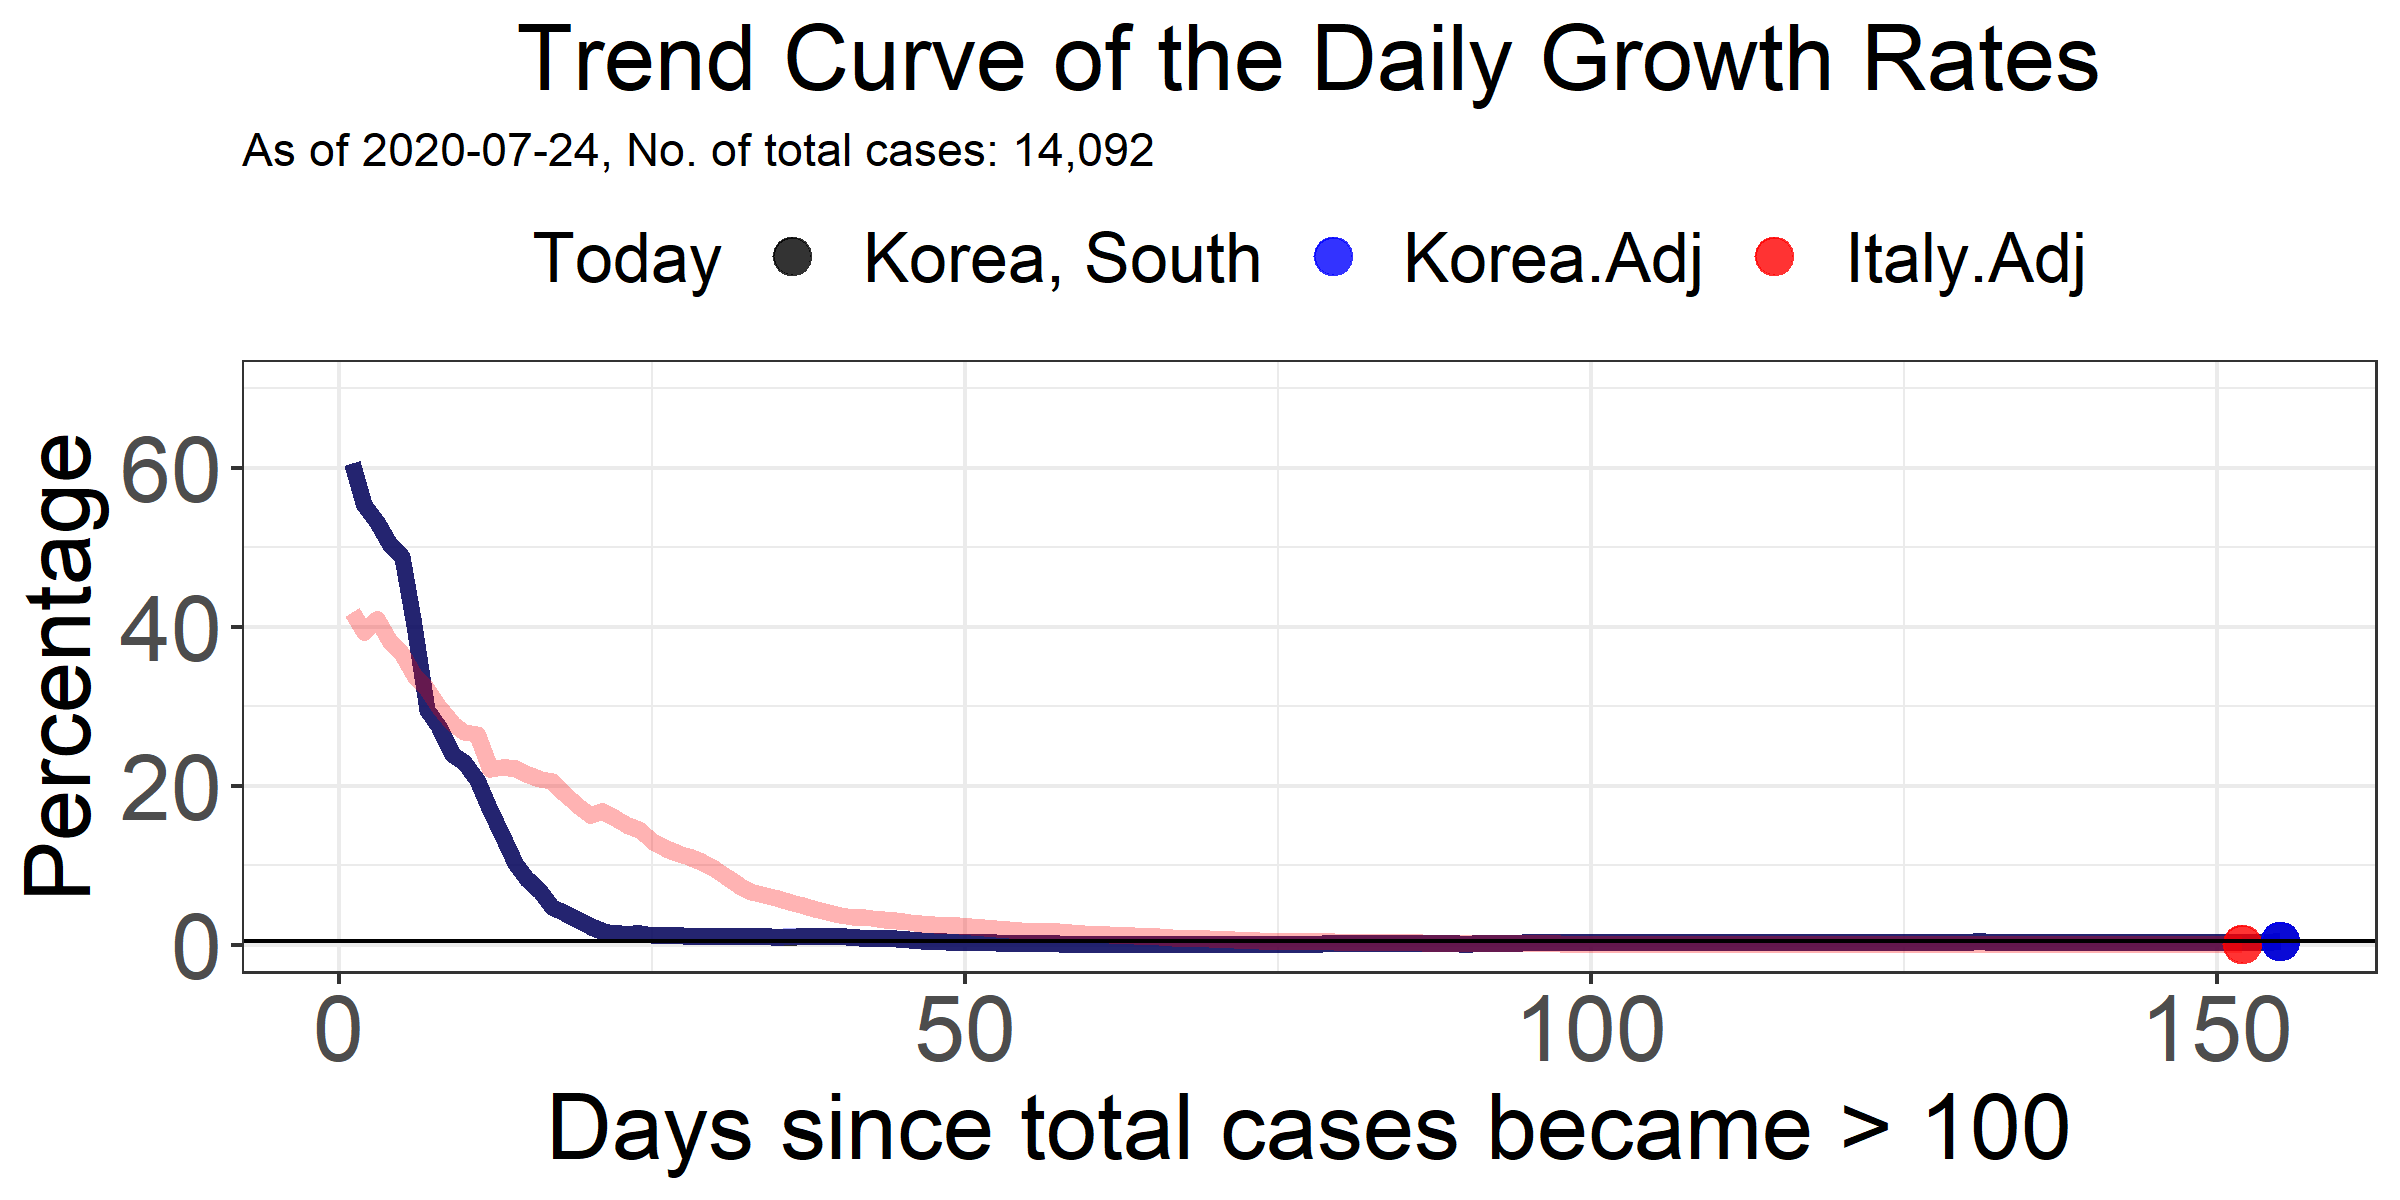 Trend Curve of the Daily Growth Rates
As of 2020-07-24, No. of total cases: 14,092
Today Korea, South Korea.Adj Italy.Adj
Percentage
60
40
20
0
0 50 100 150
Days since total cases became > 100